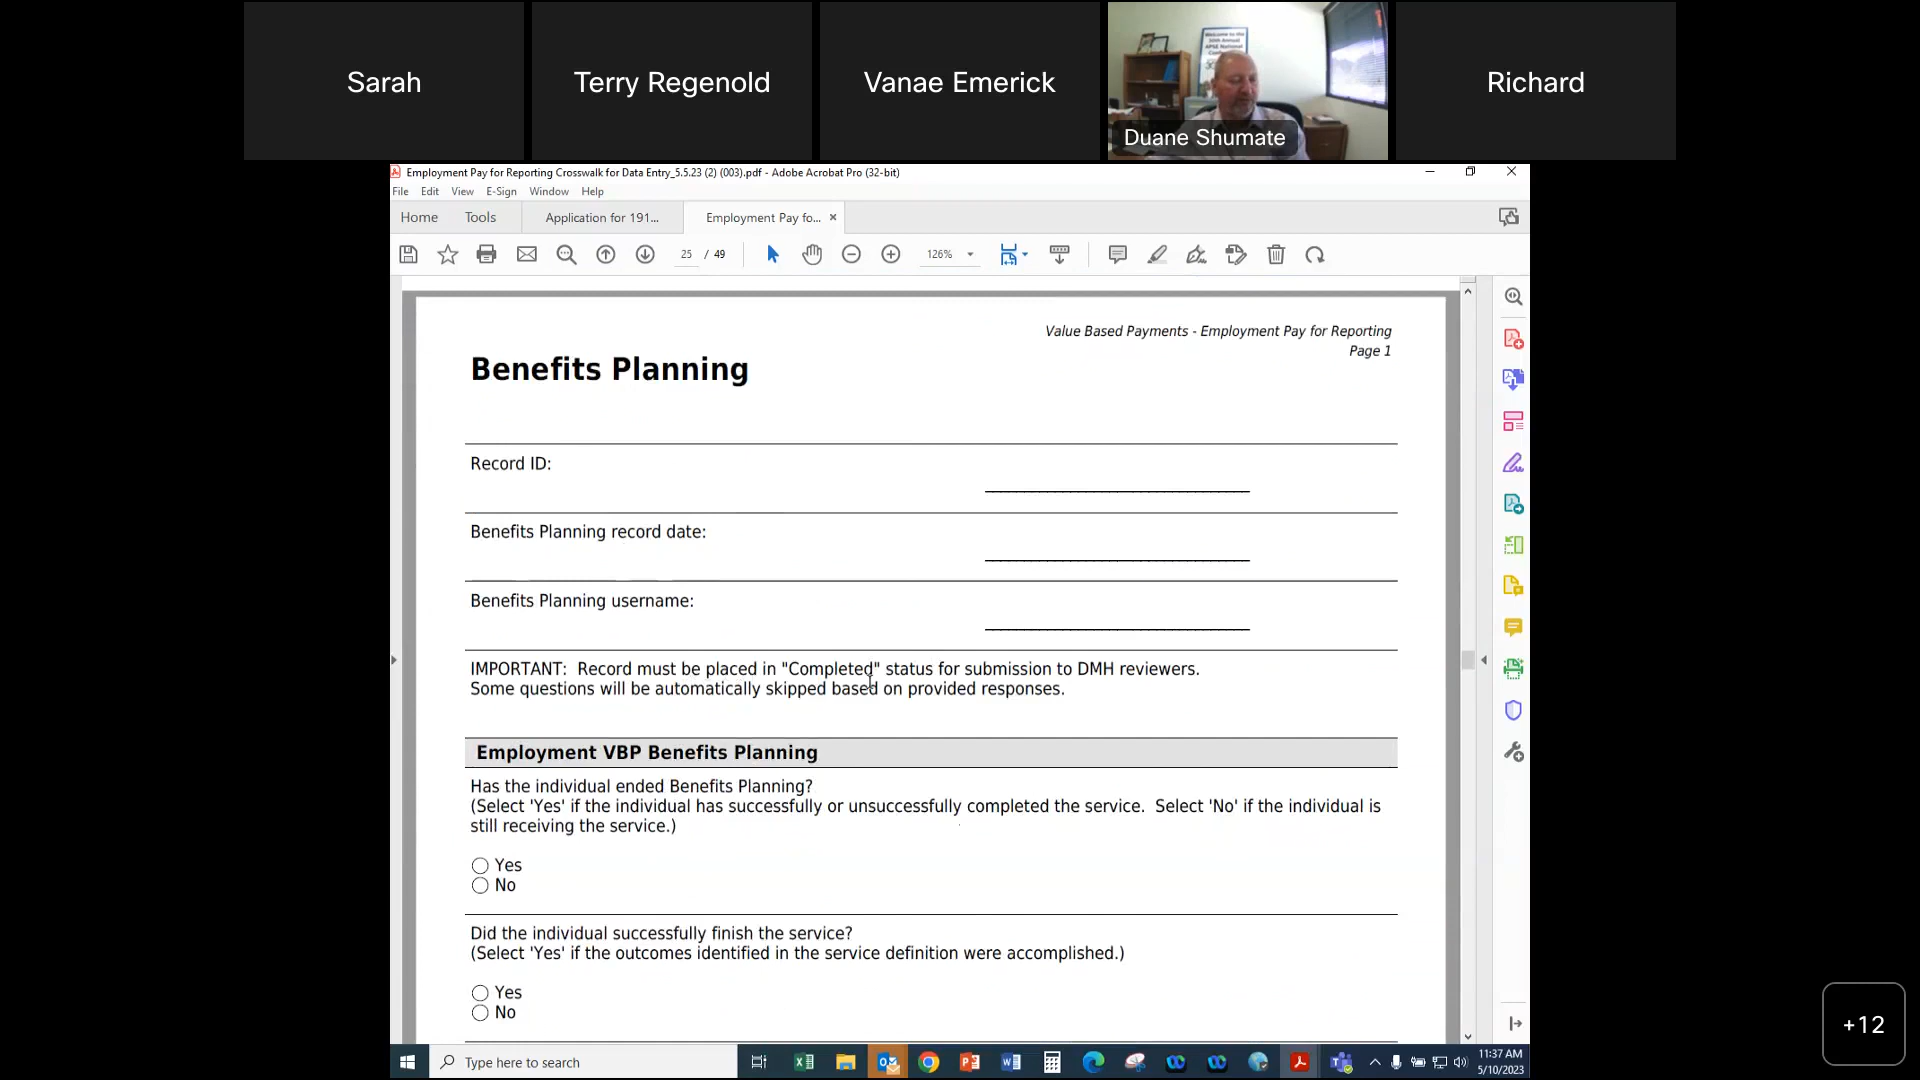 Sarah
Terry Regenold
Vanae Emerick
Welcome to the
30th Annual
APSE National
Duane Shumate
Richard
Employment Pay for Reporting Crosswalk for Data Entry_5.5.23 (2) (003).pdf - Adobe Acrobat Pro (32-bit)
File Edit View E-Sign Window Help
Home Tools Application for 191... Employment Pay fo... ×
25 / 49 126%
Value Based Payments - Employment Pay for Reporting
Page 1
Benefits Planning
Record ID:
Benefits Planning record date:
Benefits Planning username:
IMPORTANT:  Record must be placed in "Completed" status for submission to DMH reviewers.
Some questions will be automatically skipped based on provided responses.
Employment VBP Benefits Planning
Has the individual ended Benefits Planning?
(Select 'Yes' if the individual has successfully or unsuccessfully completed the service.  Select 'No' if the individual is
still receiving the service.)
Yes
No
Did the individual successfully finish the service?
(Select 'Yes' if the outcomes identified in the service definition were accomplished.)
Yes
No
+12
Type here to search
11:37 AM
5/10/2023